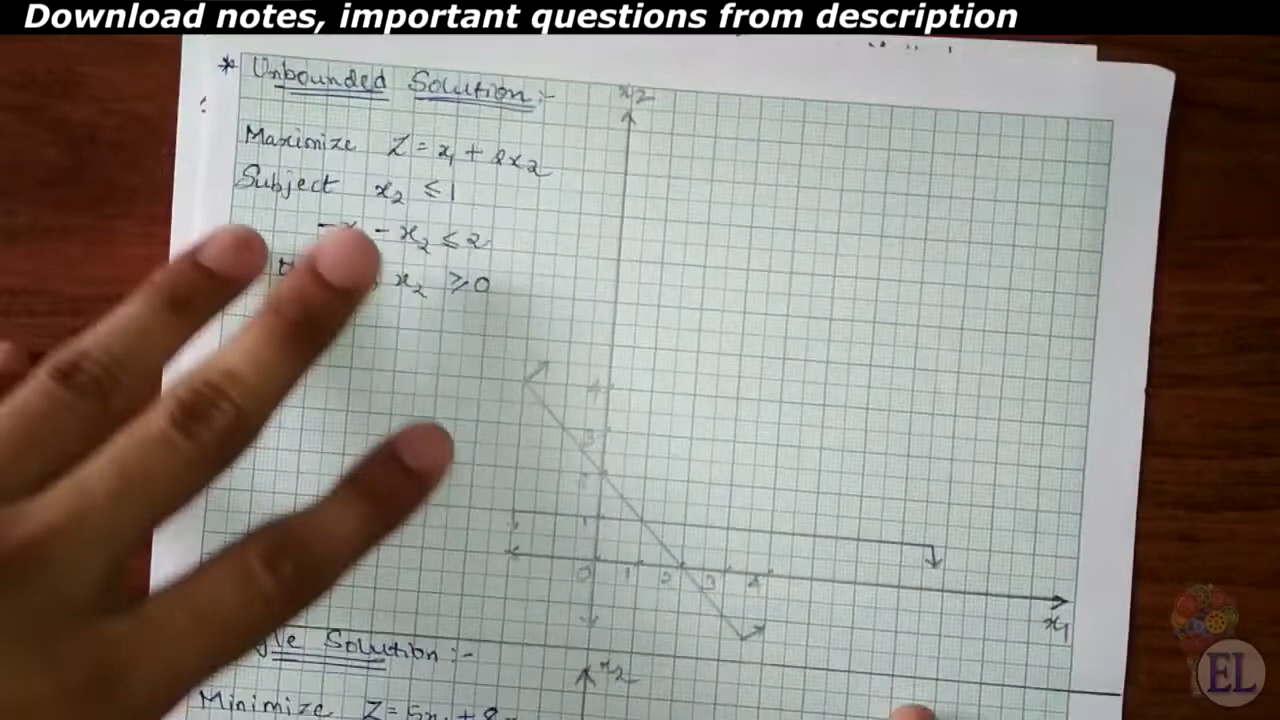 Download notes, important questions from description
* Unbounded Solution :-
Maximize Z = x₁ + 2x₂
Subject x₂ ≤ 1
- x₂ ≤ 2
x₂ ≥ 0
x₂
4
3
2
1
0 1 2 3 4
x₁
Solution :-
x₂
Minimize Z = 5x₁ +
EL